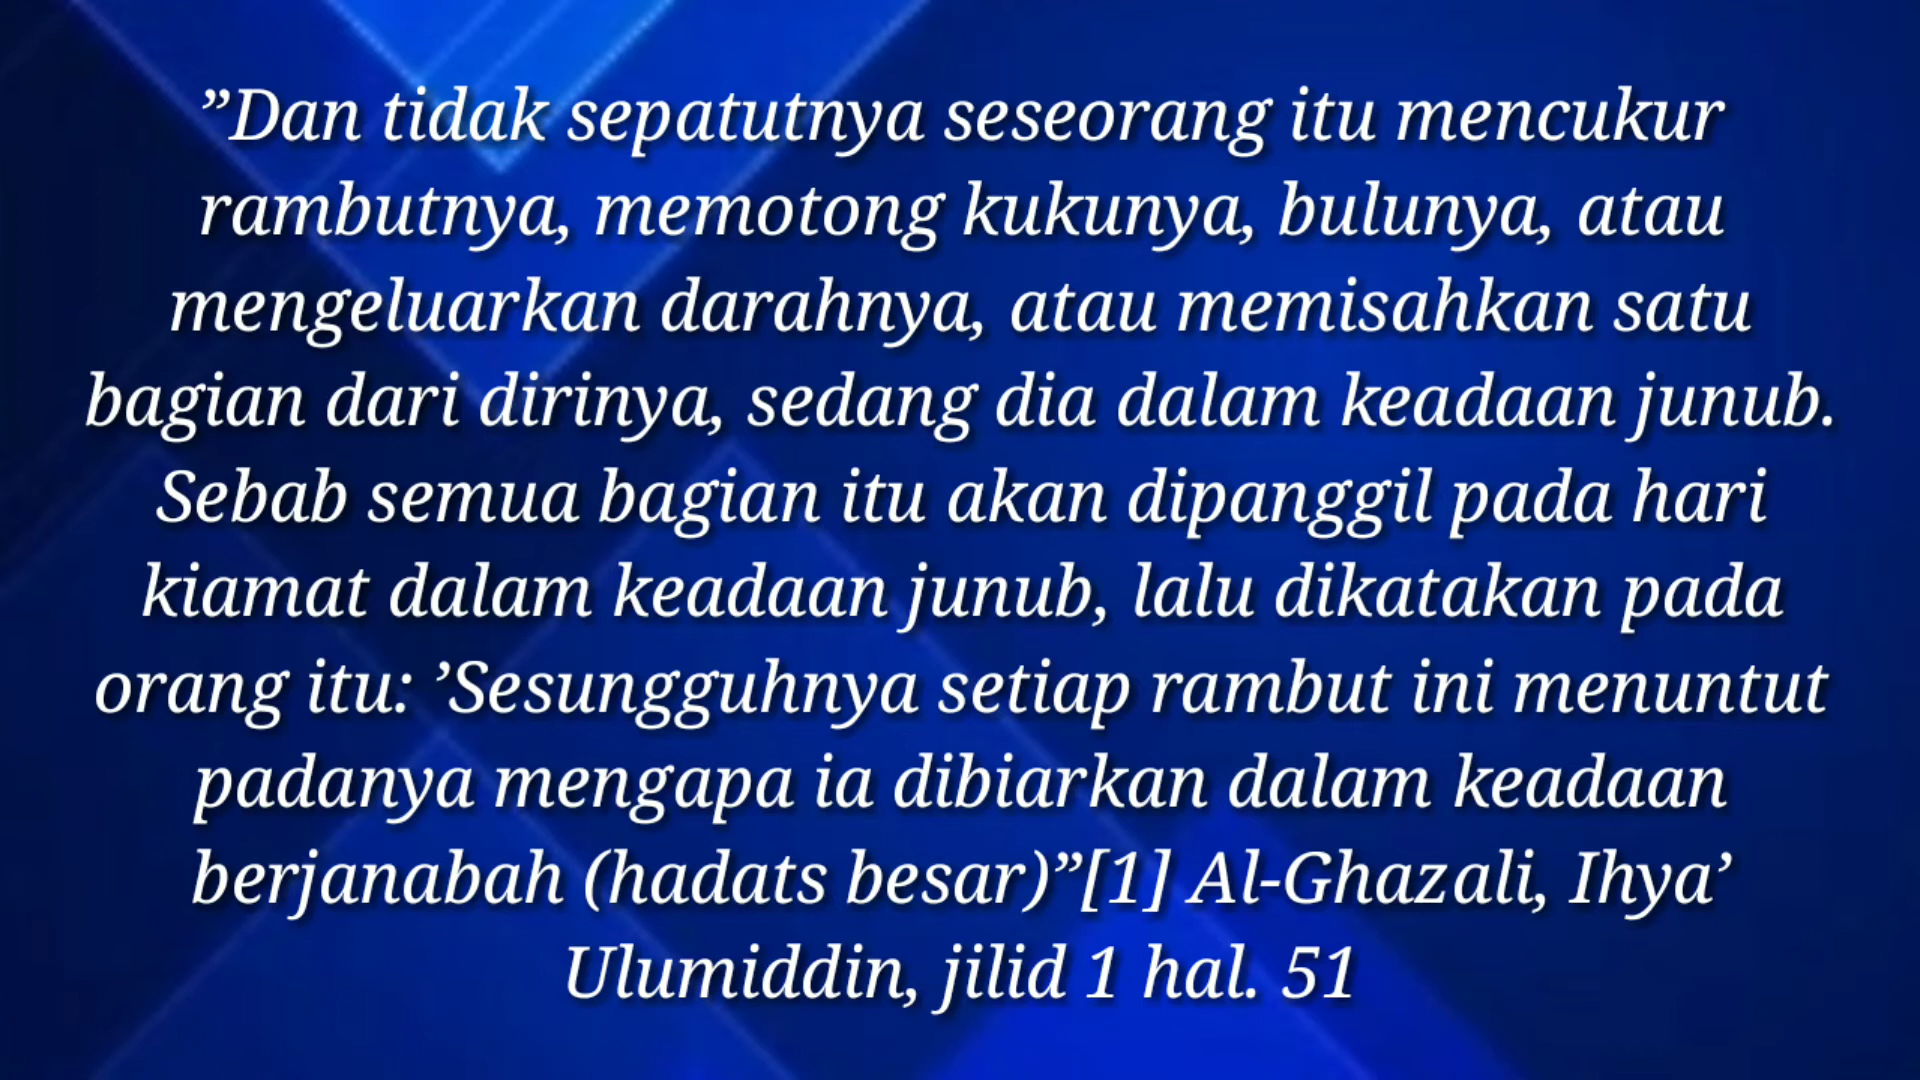 ”Dan tidak sepatutnya seseorang itu mencukur
rambutnya, memotong kukunya, bulunya, atau
mengeluarkan darahnya, atau memisahkan satu
bagian dari dirinya, sedang dia dalam keadaan junub.
Sebab semua bagian itu akan dipanggil pada hari
kiamat dalam keadaan junub, lalu dikatakan pada
orang itu: ’Sesungguhnya setiap rambut ini menuntut
padanya mengapa ia dibiarkan dalam keadaan
berjanabah (hadats besar)”[1] Al-Ghazali, Ihya’
Ulumiddin, jilid 1 hal. 51